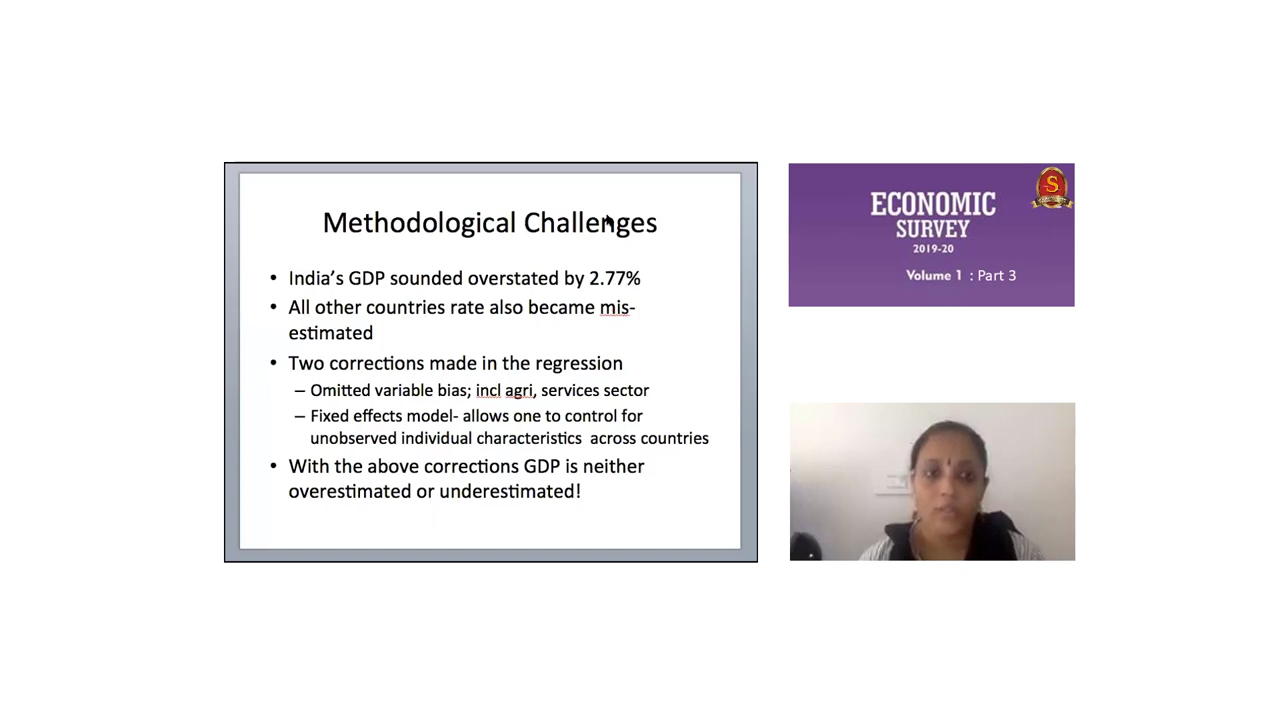 Methodological Challenges
• India's GDP sounded overstated by 2.77%
• All other countries rate also became mis-
estimated
• Two corrections made in the regression
– Omitted variable bias; incl agri, services sector
– Fixed effects model- allows one to control for
unobserved individual characteristics across countries
• With the above corrections GDP is neither
overestimated or underestimated!
S
ECONOMIC
SURVEY
2019-20
Volume 1 : Part 3